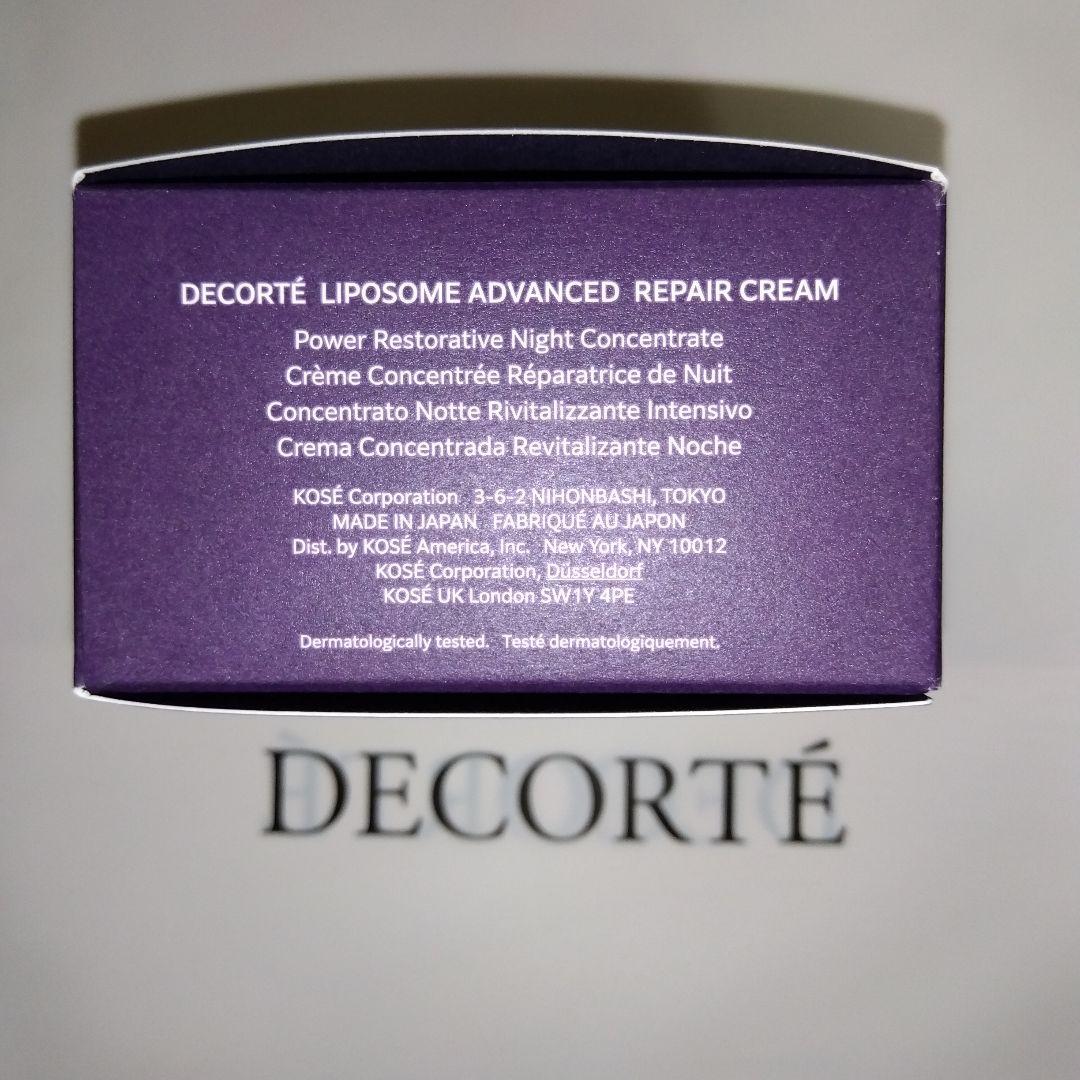 DECORTÉ LIPOSOME ADVANCED REPAIR CREAM
Power Restorative Night Concentrate
Crème Concentrée Réparatrice de Nuit
Concentrato Notte Rivitalizzante Intensivo
Crema Concentrada Revitalizante Noche
KOSÉ Corporation 3-6-2 NIHONBASHI, TOKYO
MADE IN JAPAN FABRIQUÉ AU JAPON
Dist. by KOSÉ America, Inc. New York, NY 10012
KOSÉ Corporation, Düsseldorf
KOSÉ UK London SW1Y 4PE
Dermatologically tested. Testé dermatologiquement.
DECORTÉ